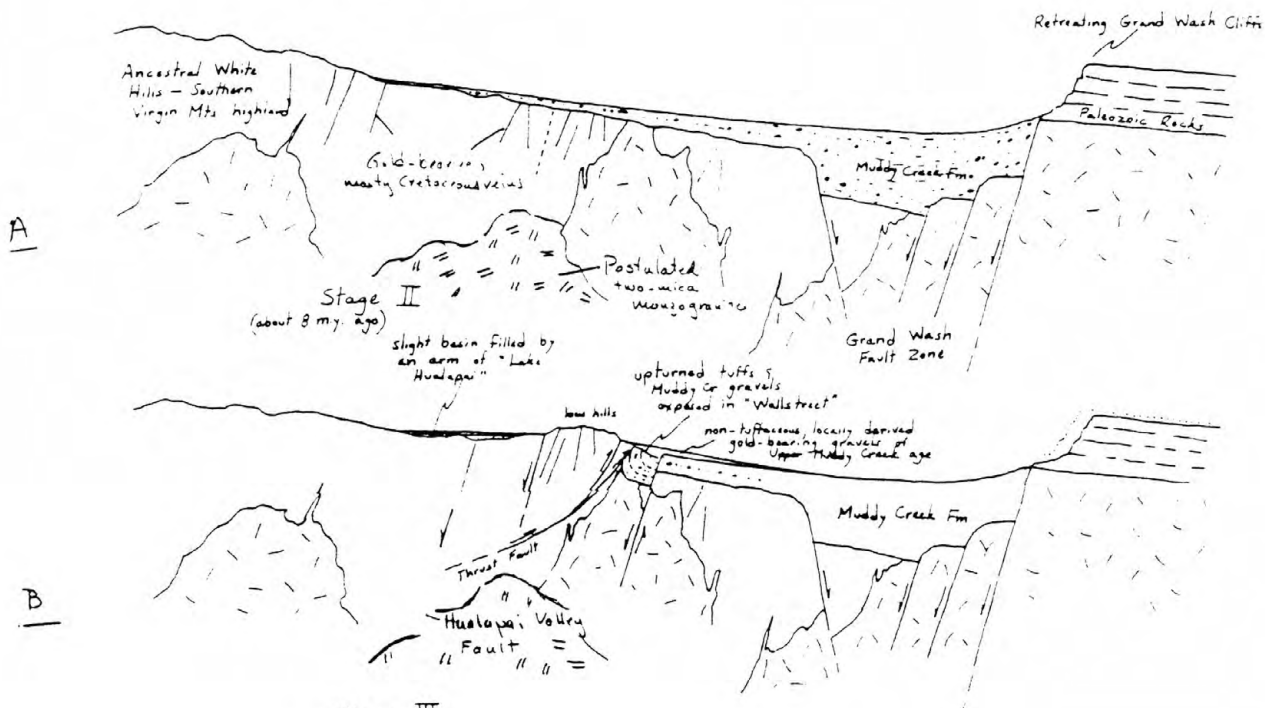 Retreating Grand Wash Cliffs
Ancestral White
Hills – Southern
Virgin Mts highland
Paleozoic Rocks
Gold-bearing,
mostly Cretaceous veins
Muddy Creek Fm.
A
Postulated
two-mica
monzogranite
Stage II
(about 8 m.y. ago)
Grand Wash
Fault Zone
slight basin filled by
an arm of "Lake
Hualapai"
upturned tuffs &
Muddy Cr gravels
exposed in "Wallstreet"
low hills
non-tuffaceous, locally derived
gold-bearing gravels of
Upper Muddy Creek age
Muddy Creek Fm
Thrust Fault
B
Hualapai Valley
Fault
III